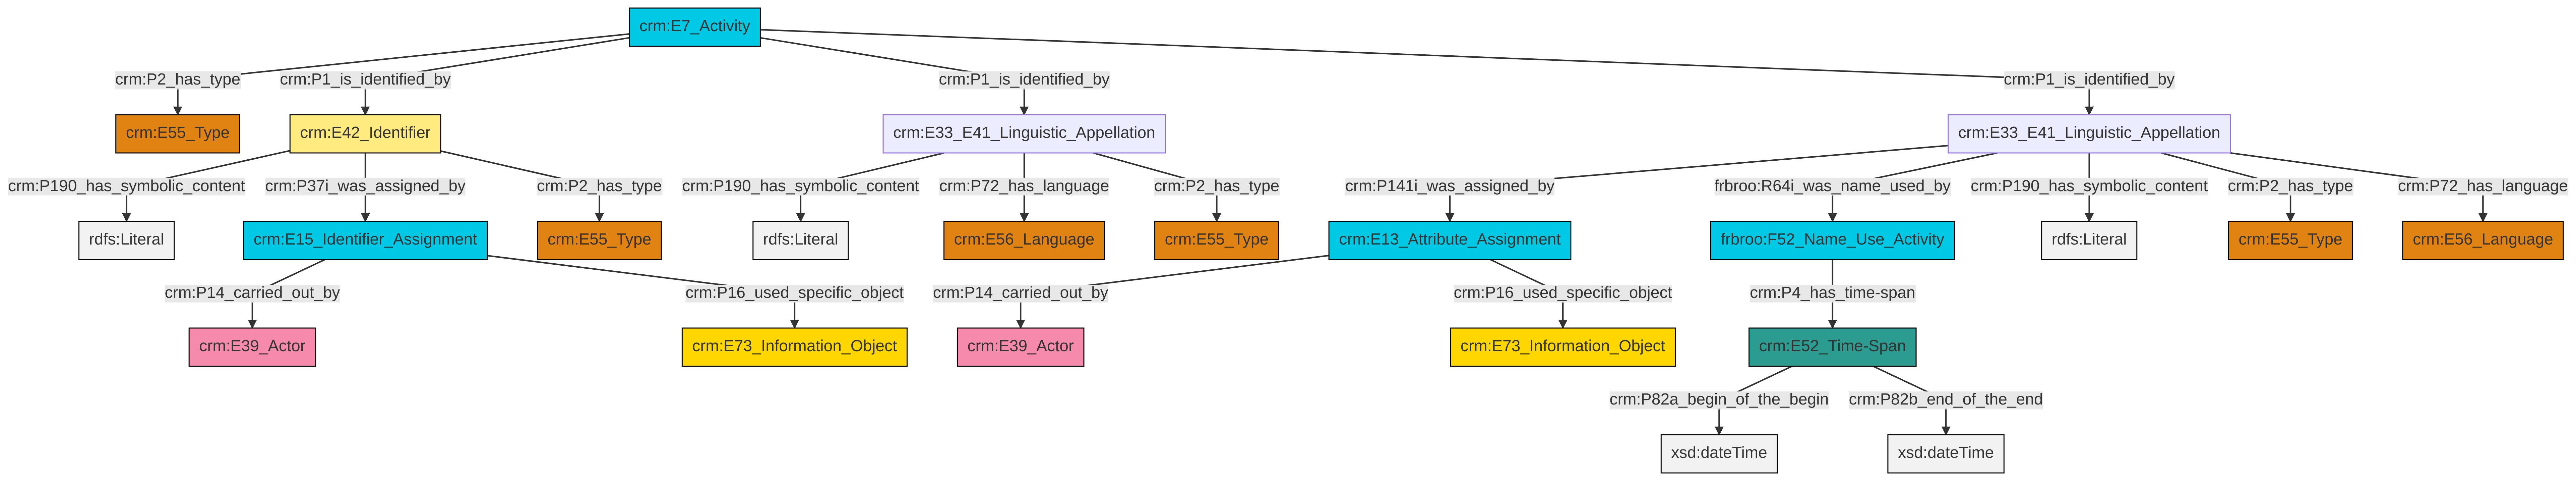 crm:E7_Activity
crm:P2_has_type
crm:P1_is_identified_by
crm:P1_is_identified_by
crm:P1_is_identified_by
crm:E55_Type
crm:E42_Identifier
crm:E33_E41_Linguistic_Appellation
crm:E33_E41_Linguistic_Appellation
crm:P190_has_symbolic_content
crm:P37i_was_assigned_by
crm:P2_has_type
crm:P190_has_symbolic_content
crm:P72_has_language
crm:P2_has_type
crm:P141i_was_assigned_by
frbroo:R64i_was_name_used_by
crm:P190_has_symbolic_content
crm:P2_has_type
crm:P72_has_language
rdfs:Literal
crm:E15_Identifier_Assignment
crm:E55_Type
rdfs:Literal
crm:E56_Language
crm:E55_Type
crm:E13_Attribute_Assignment
frbroo:F52_Name_Use_Activity
rdfs:Literal
crm:E55_Type
crm:E56_Language
crm:P14_carried_out_by
crm:P16_used_specific_object
crm:P14_carried_out_by
crm:P16_used_specific_object
crm:P4_has_time-span
crm:E39_Actor
crm:E73_Information_Object
crm:E39_Actor
crm:E73_Information_Object
crm:E52_Time-Span
crm:P82a_begin_of_the_begin
crm:P82b_end_of_the_end
xsd:dateTime
xsd:dateTime